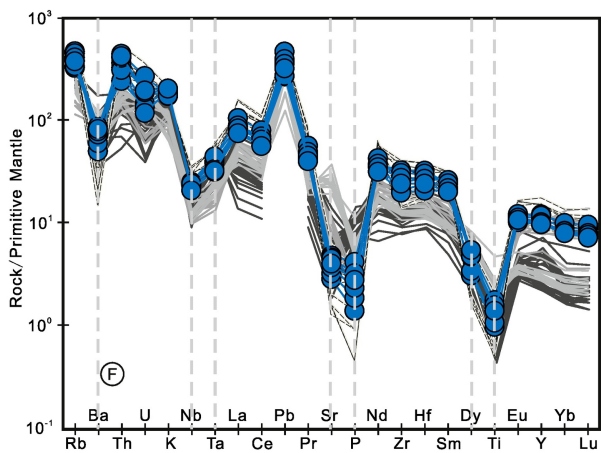 10³
10²
10¹
10⁰
10⁻¹
Rock/Primitive Mantle
F
Ba U Nb La Pb Sr Nd Hf Dy Eu Yb
Rb Th K Ta Ce Pr P Zr Sm Ti Y Lu